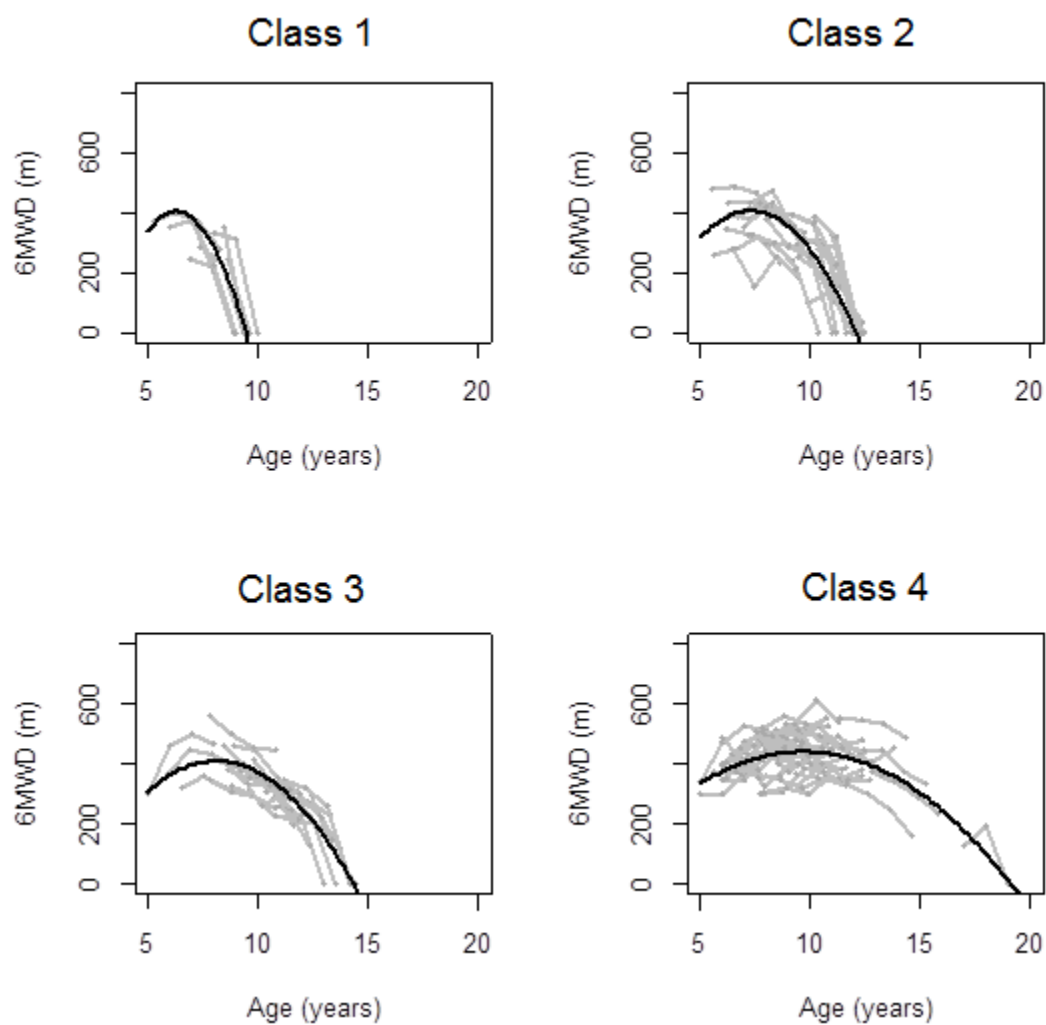 Class 1
6MWD (m)
600
200
0
5 10 15 20
Age (years)
Class 2
6MWD (m)
600
200
0
5 10 15 20
Age (years)
Class 3
6MWD (m)
600
200
0
5 10 15 20
Age (years)
Class 4
6MWD (m)
600
200
0
5 10 15 20
Age (years)